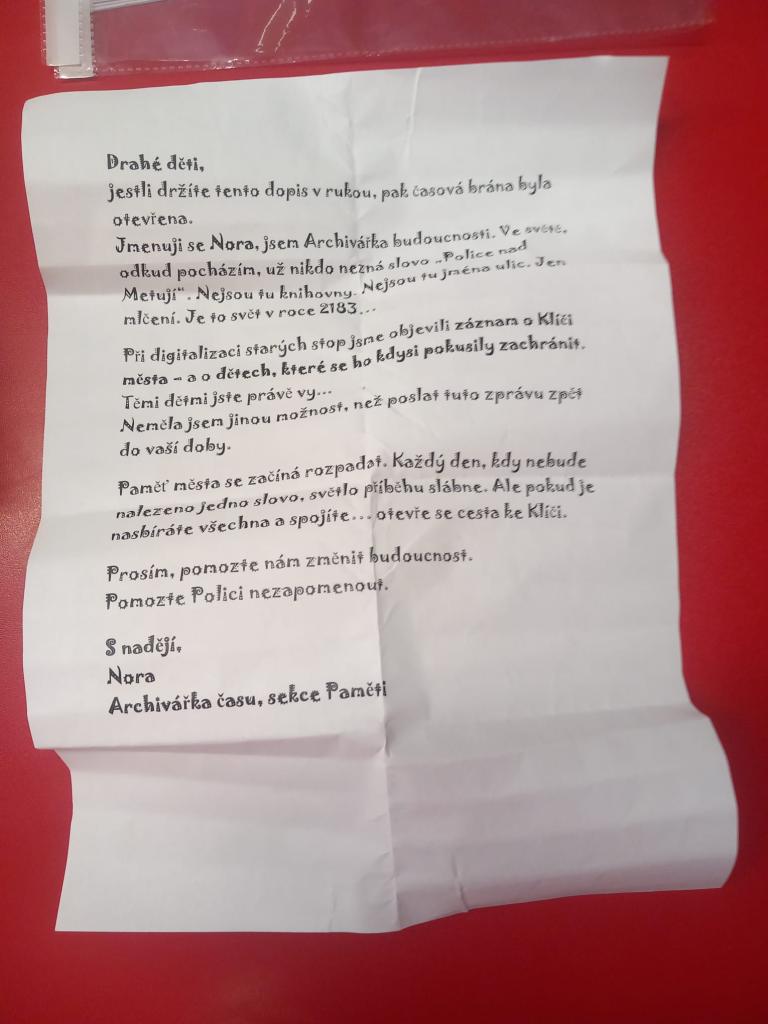 Drahé děti,
jestli držíte tento dopis v rukou, pak časová brána byla
otevřena.
Jmenuji se Nora, jsem Archivářka budoucnosti. Ve světě,
odkud pocházím, už nikdo nezná slovo „Police nad
Metují“. Nejsou tu knihovny. Nejsou tu jména ulic. Jen
mlčení. Je to svět v roce 2183...
Při digitalizaci starých stop jsme objevili záznam o Klíči
města – a o dětech, které se ho kdysi pokusily zachránit.
Těmi dětmi jste právě vy...
Neměla jsem jinou možnost, než poslat tuto zprávu zpět
do vaší doby.
Paměť města se začíná rozpadat. Každý den, kdy nebude
nalezeno jedno slovo, světlo příběhu slábne. Ale pokud je
nasbíráte všechna a spojíte... otevře se cesta ke Klíči.
Prosím, pomozte nám změnit budoucnost.
Pomozte Polici nezapomenout.
S nadějí,
Nora
Archivářka času, sekce Paměti